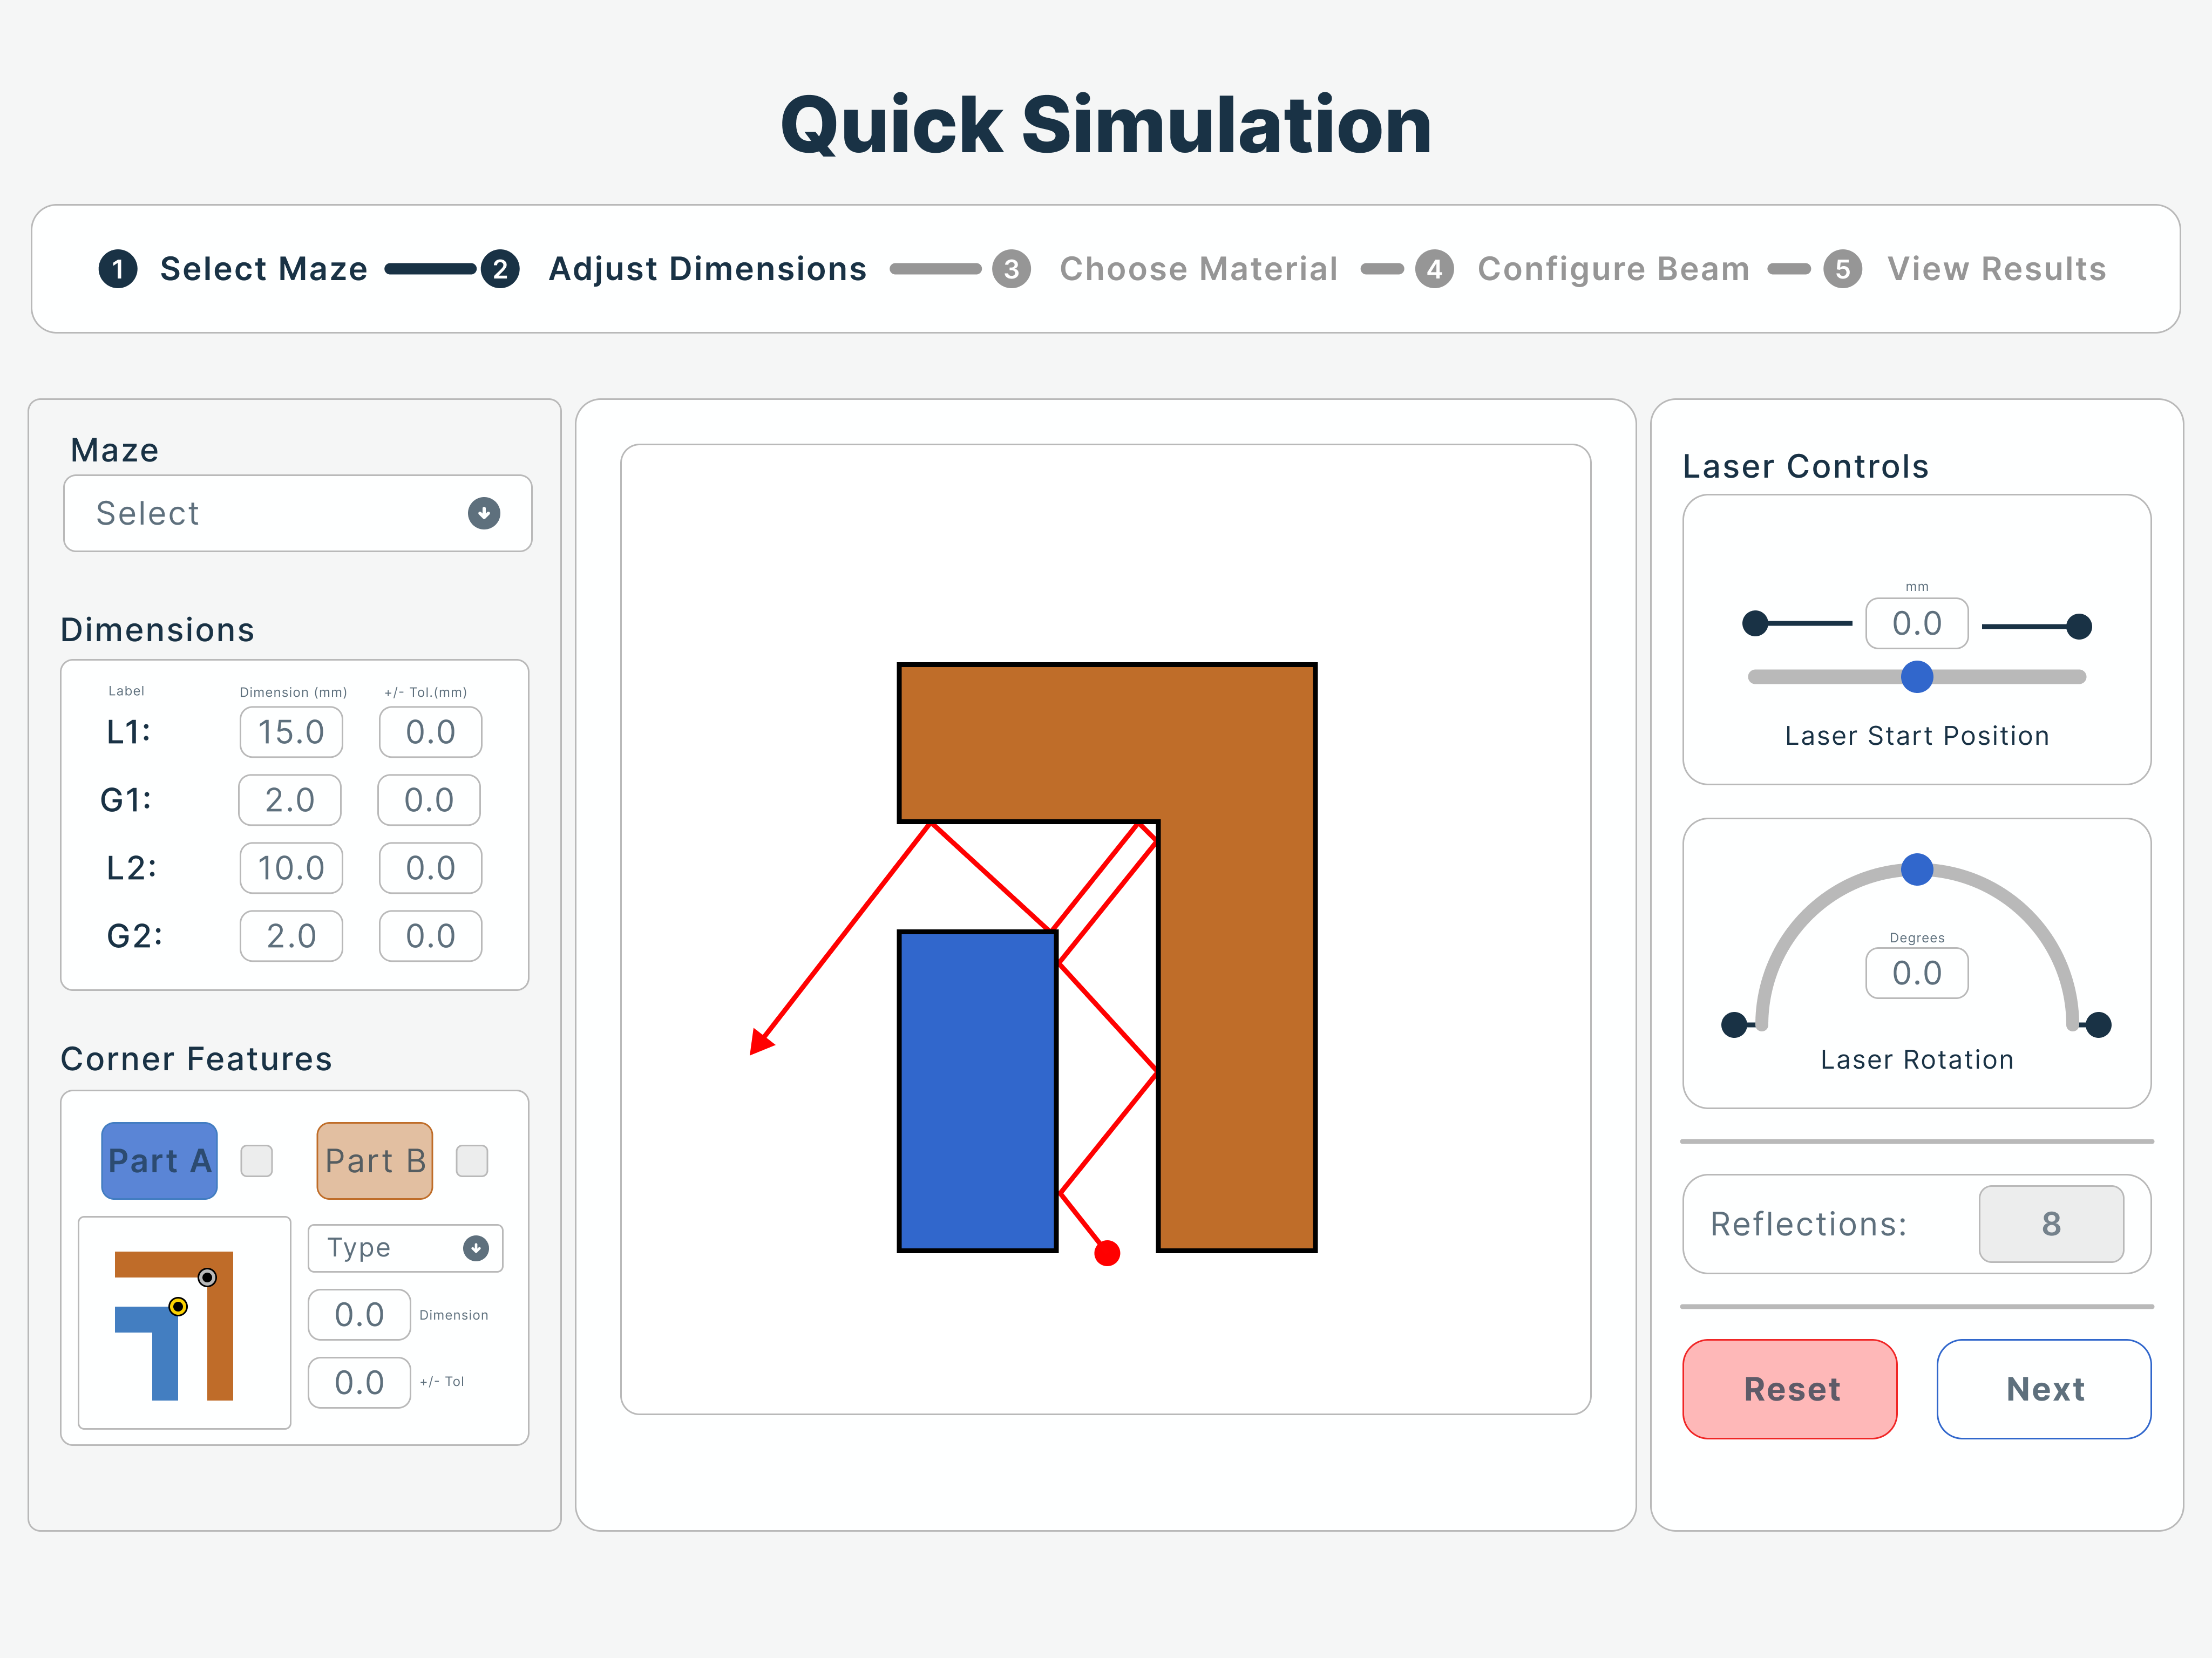 Quick Simulation
1 Select Maze 2 Adjust Dimensions 3 Choose Material 4 Configure Beam 5 View Results
Maze
Select
Dimensions
Label Dimension (mm) +/- Tol.(mm)
L1: 15.0 0.0
G1: 2.0 0.0
L2: 10.0 0.0
G2: 2.0 0.0
Corner Features
Part A Part B
Type
0.0 Dimension
0.0 +/- Tol
Laser Controls
mm
0.0
Laser Start Position
Degrees
0.0
Laser Rotation
Reflections: 8
Reset Next